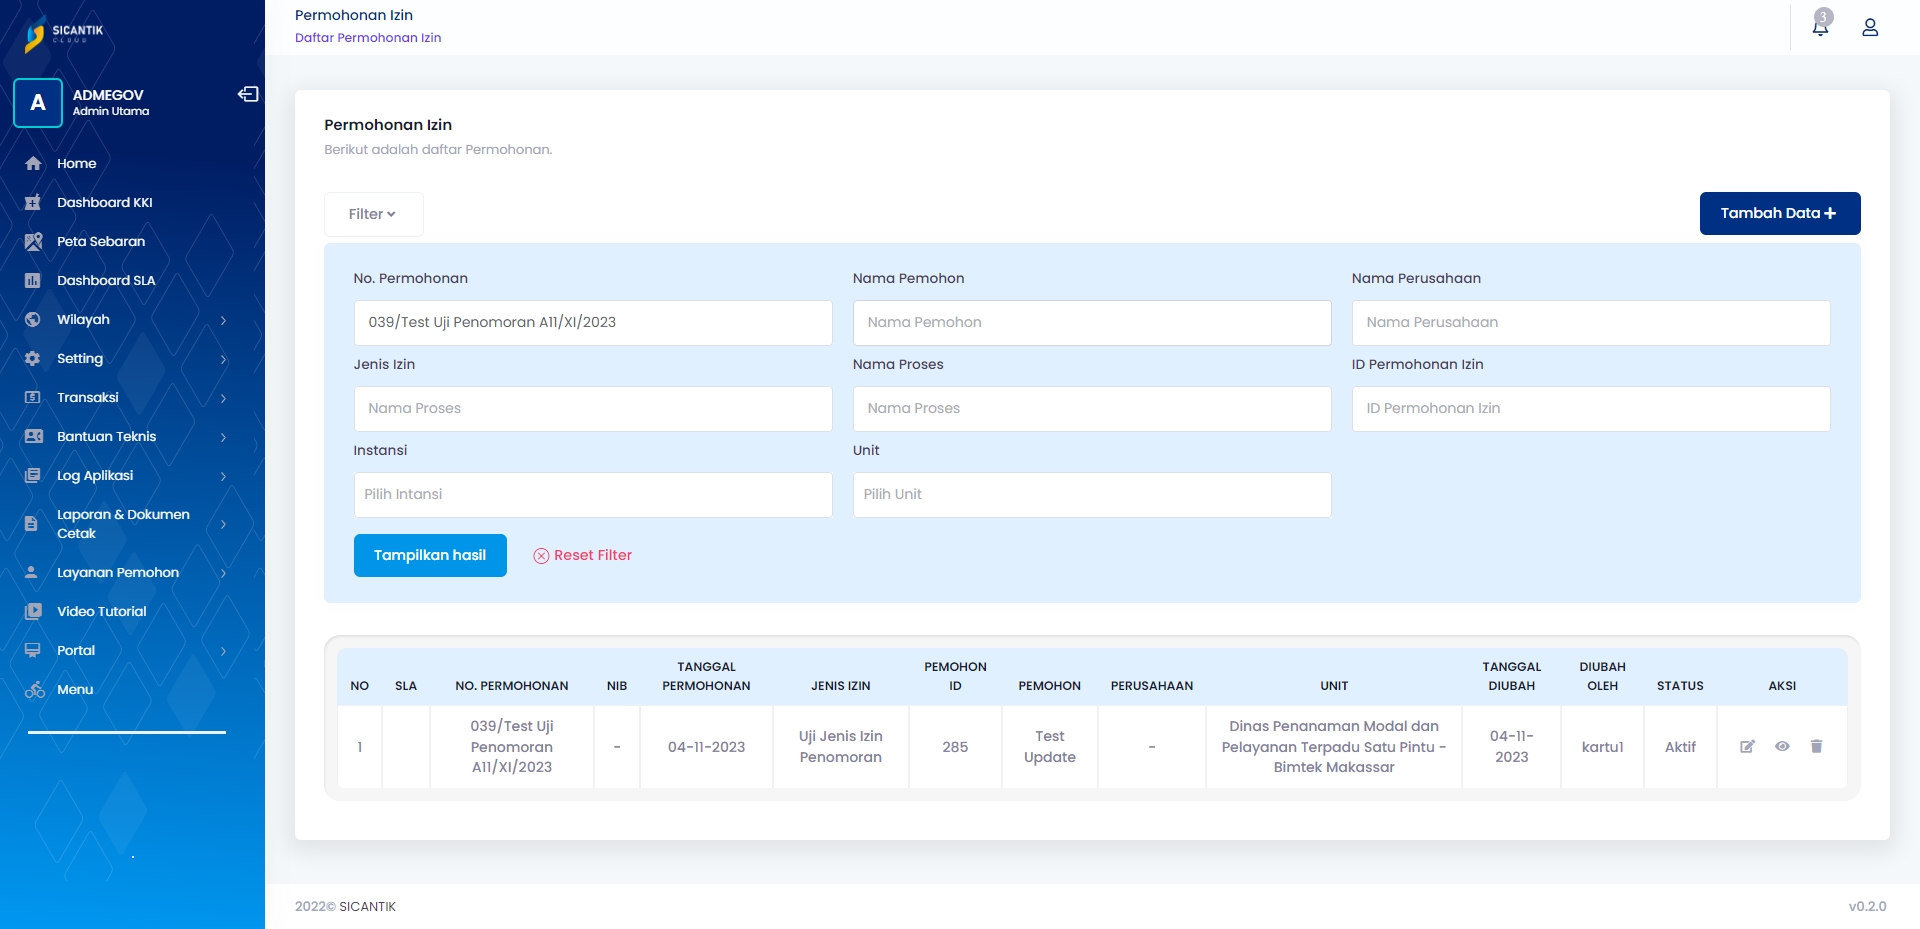 SICANTIK
CLOUD
A
ADMEGOV
Admin Utama
Home
Dashboard KKI
Peta Sebaran
Dashboard SLA
Wilayah
Setting
Transaksi
Bantuan Teknis
Log Aplikasi
Laporan & Dokumen
Cetak
Layanan Pemohon
Video Tutorial
Portal
Menu
Permohonan Izin
Daftar Permohonan Izin
3
Permohonan Izin
Berikut adalah daftar Permohonan.
Filter
Tambah Data
No. Permohonan
Nama Pemohon
Nama Perusahaan
039/Test Uji Penomoran A11/XI/2023
Nama Pemohon
Nama Perusahaan
Jenis Izin
Nama Proses
ID Permohonan Izin
Nama Proses
Nama Proses
ID Permohonan Izin
Instansi
Unit
Pilih Intansi
Pilih Unit
Tampilkan hasil
Reset Filter
NO
SLA
NO. PERMOHONAN
NIB
TANGGAL
PERMOHONAN
JENIS IZIN
PEMOHON
ID
PEMOHON
PERUSAHAAN
UNIT
TANGGAL
DIUBAH
DIUBAH
OLEH
STATUS
AKSI
1
039/Test Uji
Penomoran
A11/XI/2023
-
04-11-2023
Uji Jenis Izin
Penomoran
285
Test
Update
-
Dinas Penanaman Modal dan
Pelayanan Terpadu Satu Pintu -
Bimtek Makassar
04-11-
2023
kartu1
Aktif
2022© SICANTIK
v0.2.0